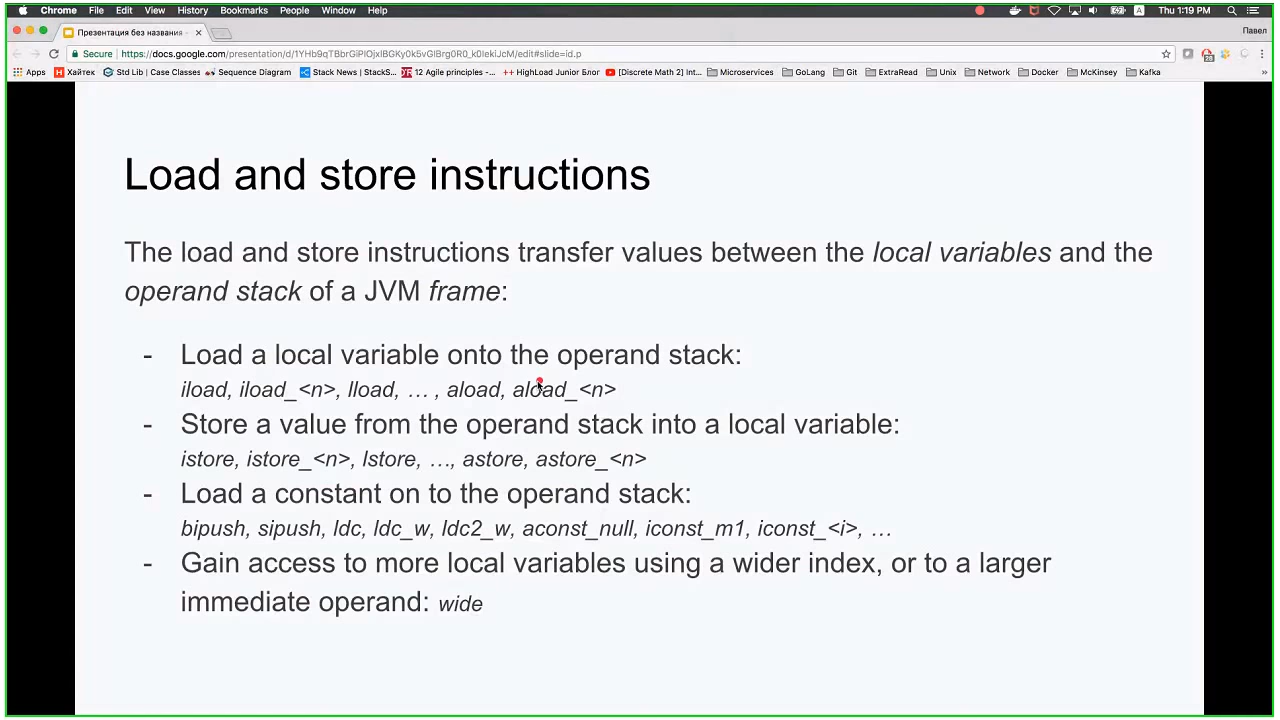 Chrome File Edit View History Bookmarks People Window Help A Thu 1:19 PM
Презентация без названия - × Павел
Secure https://docs.google.com/presentation/d/1YHb9qTBbrGiPIOjxlBGKy0k5vGlBrg0R0_k0IekiJcM/edit#slide=id.p 28
Apps Хайтек Std Lib | Case Classes Sequence Diagram Stack News | StackS... 12 Agile principles -... ++ HighLoadJотор Блог [Discrete Math 2] Int... Microservices GoLang Git ExtraRead Unix Network Docker McKinsey Kafka »
Load and store instructions
The load and store instructions transfer values between the local variables and the
operand stack of a JVM frame:
- Load a local variable onto the operand stack:
iload, iload_<n>, lload, … , aload, aload_<n>
- Store a value from the operand stack into a local variable:
istore, istore_<n>, lstore, …, astore, astore_<n>
- Load a constant on to the operand stack:
bipush, sipush, ldc, ldc_w, ldc2_w, aconst_null, iconst_m1, iconst_<i>, …
- Gain access to more local variables using a wider index, or to a larger
immediate operand: wide